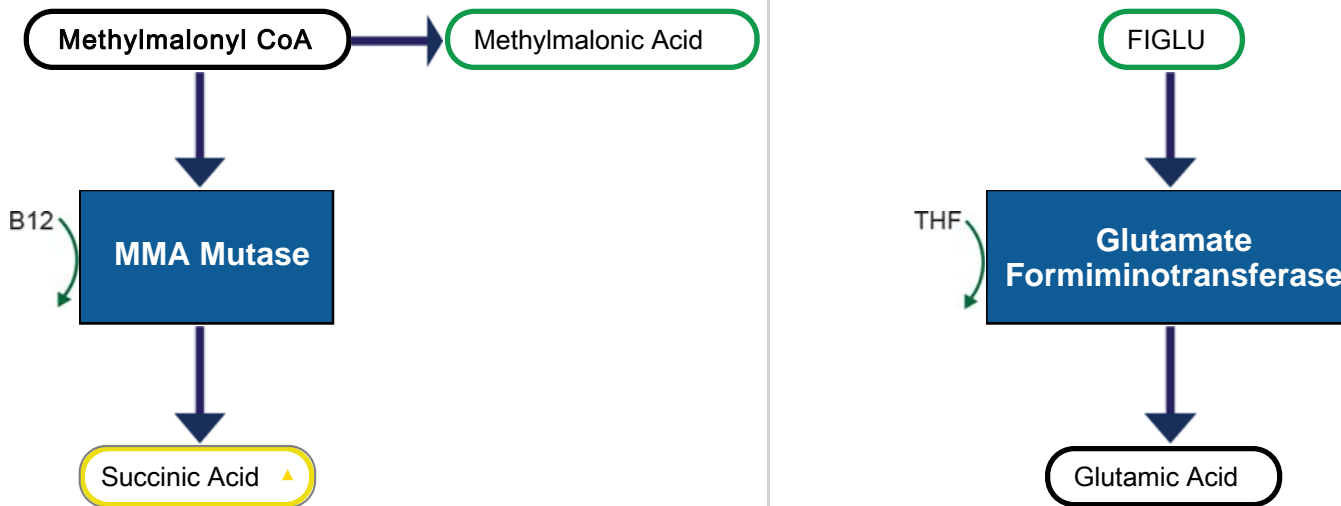 Methylmalonyl CoA
Methylmalonic Acid
B12
MMA Mutase
Succinic Acid
FIGLU
THF
Glutamate
Formiminotransferase
Glutamic Acid